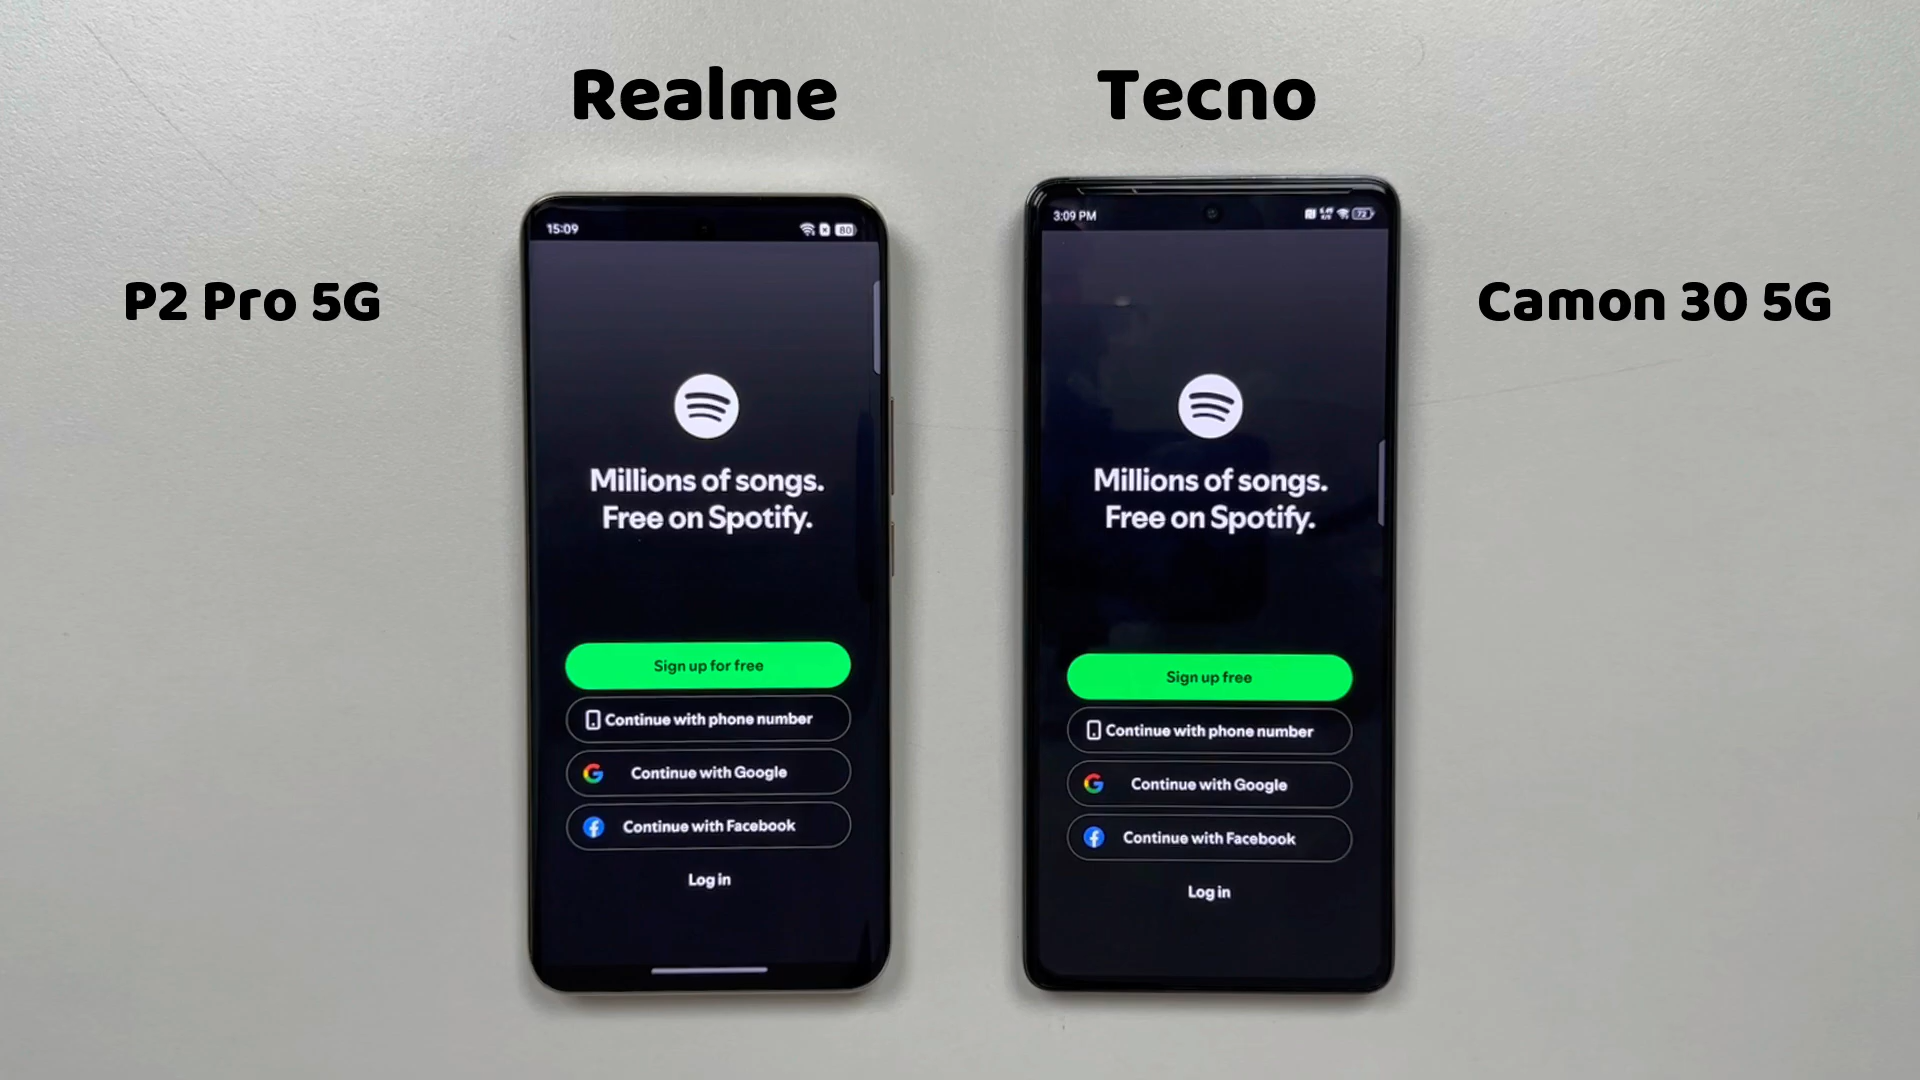 Realme
Tecno
P2 Pro 5G
Camon 30 5G
15:09
80
Millions of songs.
Free on Spotify.
Sign up for free
Continue with phone number
Continue with Google
Continue with Facebook
Log in
3:09 PM
72
Millions of songs.
Free on Spotify.
Sign up free
Continue with phone number
Continue with Google
Continue with Facebook
Log in